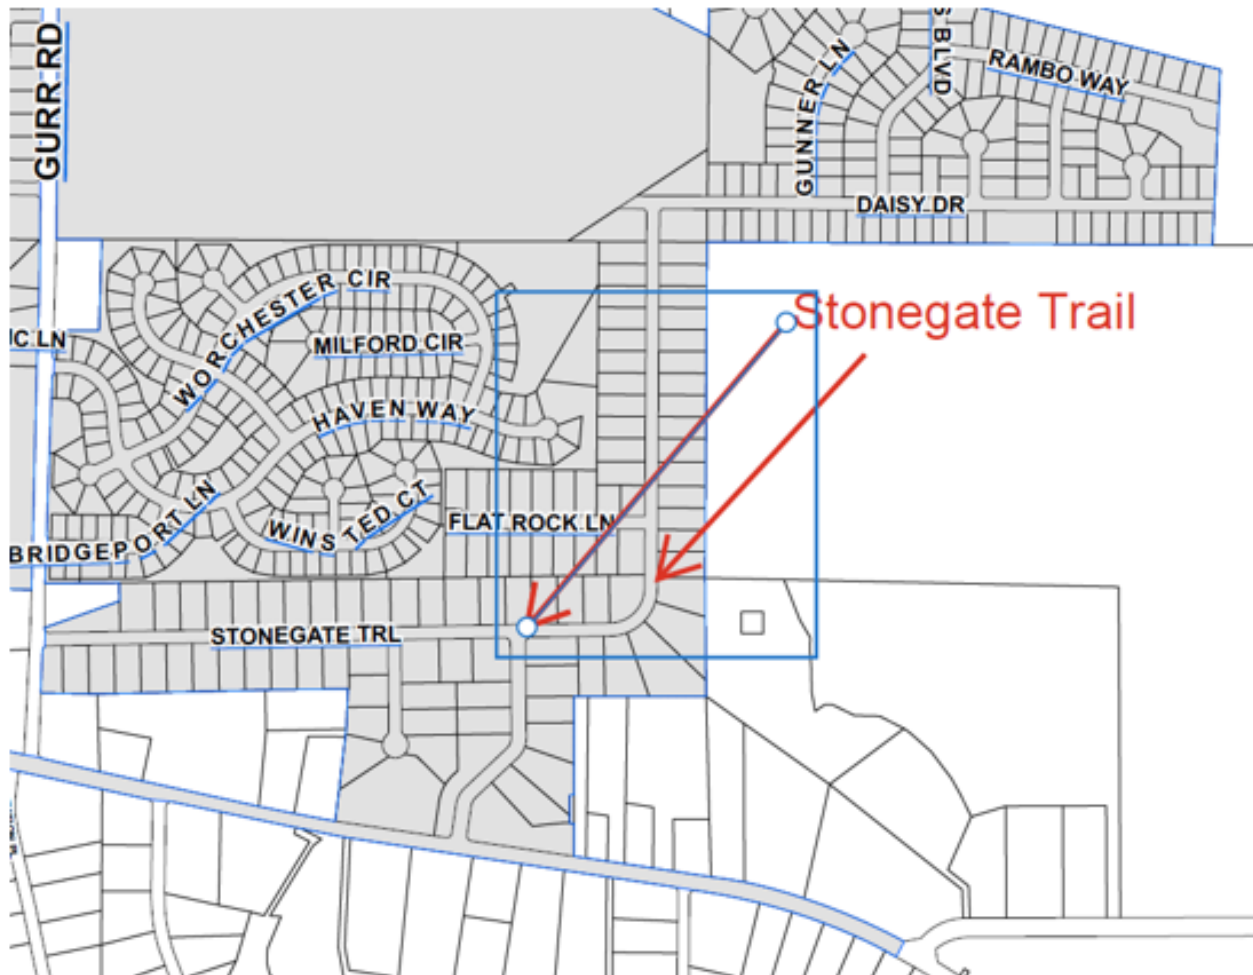 GURR RD
GUNNER LN
S BLVD
RAMBO WAY
DAISY DR
Stonegate Trail
WORCHESTER CIR
MILFORD CIR
JC LN
HAVEN WAY
BRIDGEPORT LN
WINSTED CT
FLAT ROCK LN
STONEGATE TRL